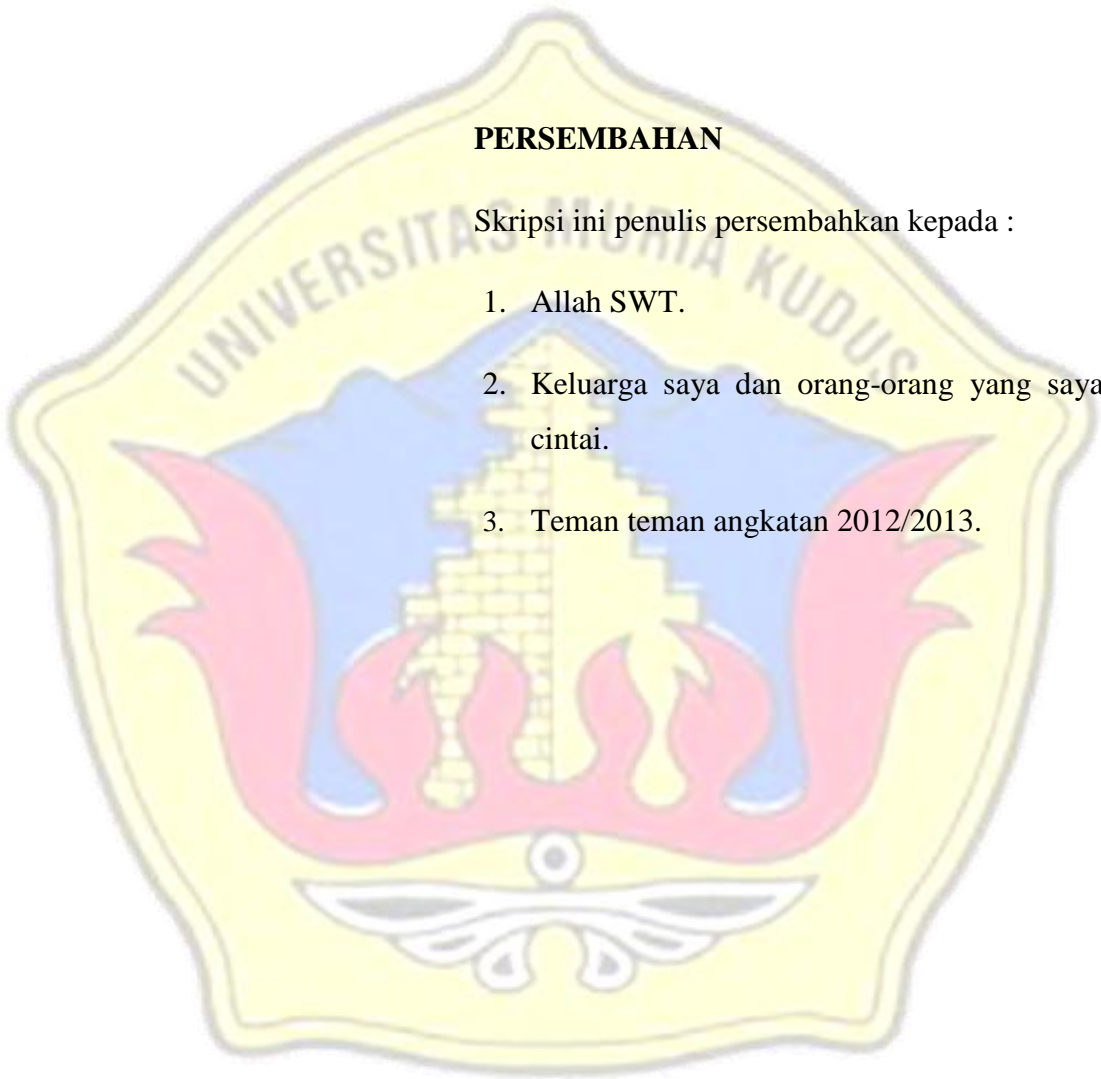 PERSEMBAHAN
Skripsi ini penulis persembahkan kepada :
UNIVERSITAS MURIA KUDUS
1. Allah SWT.
2. Keluarga saya dan orang-orang yang saya
cintai.
3. Teman teman angkatan 2012/2013.